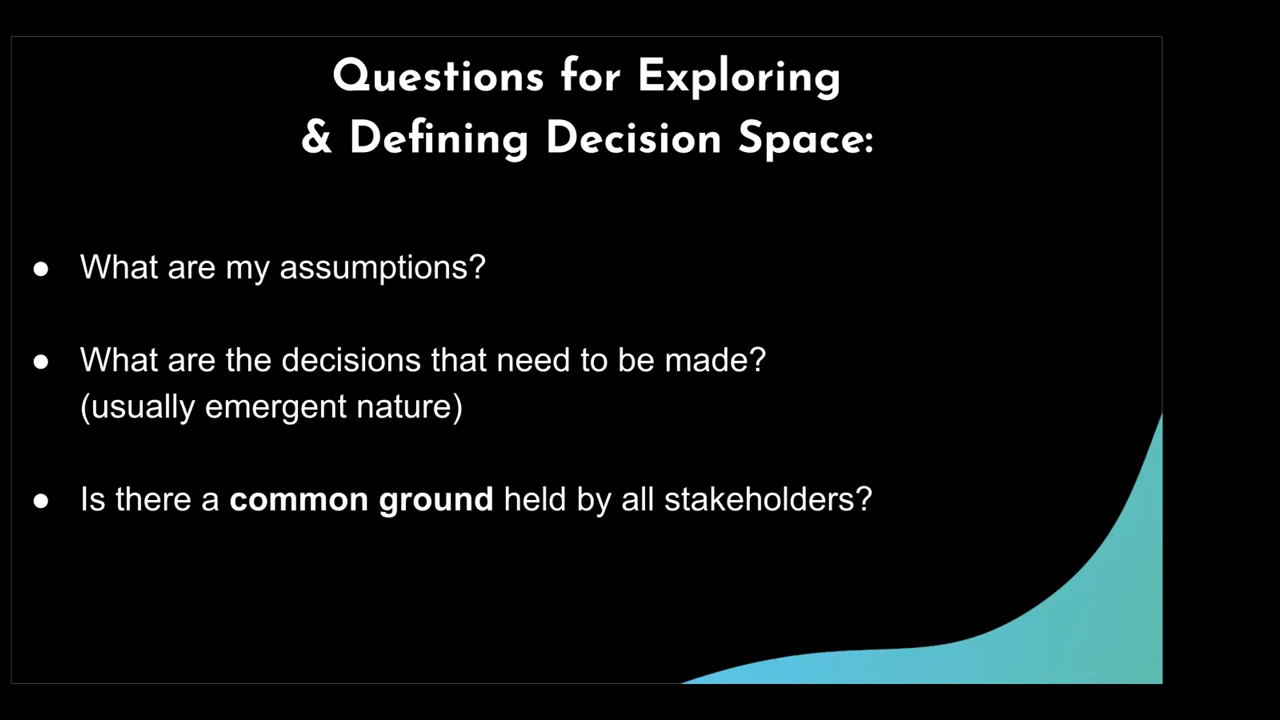 Questions for Exploring
& Defining Decision Space:
● What are my assumptions?
● What are the decisions that need to be made?
(usually emergent nature)
● Is there a common ground held by all stakeholders?